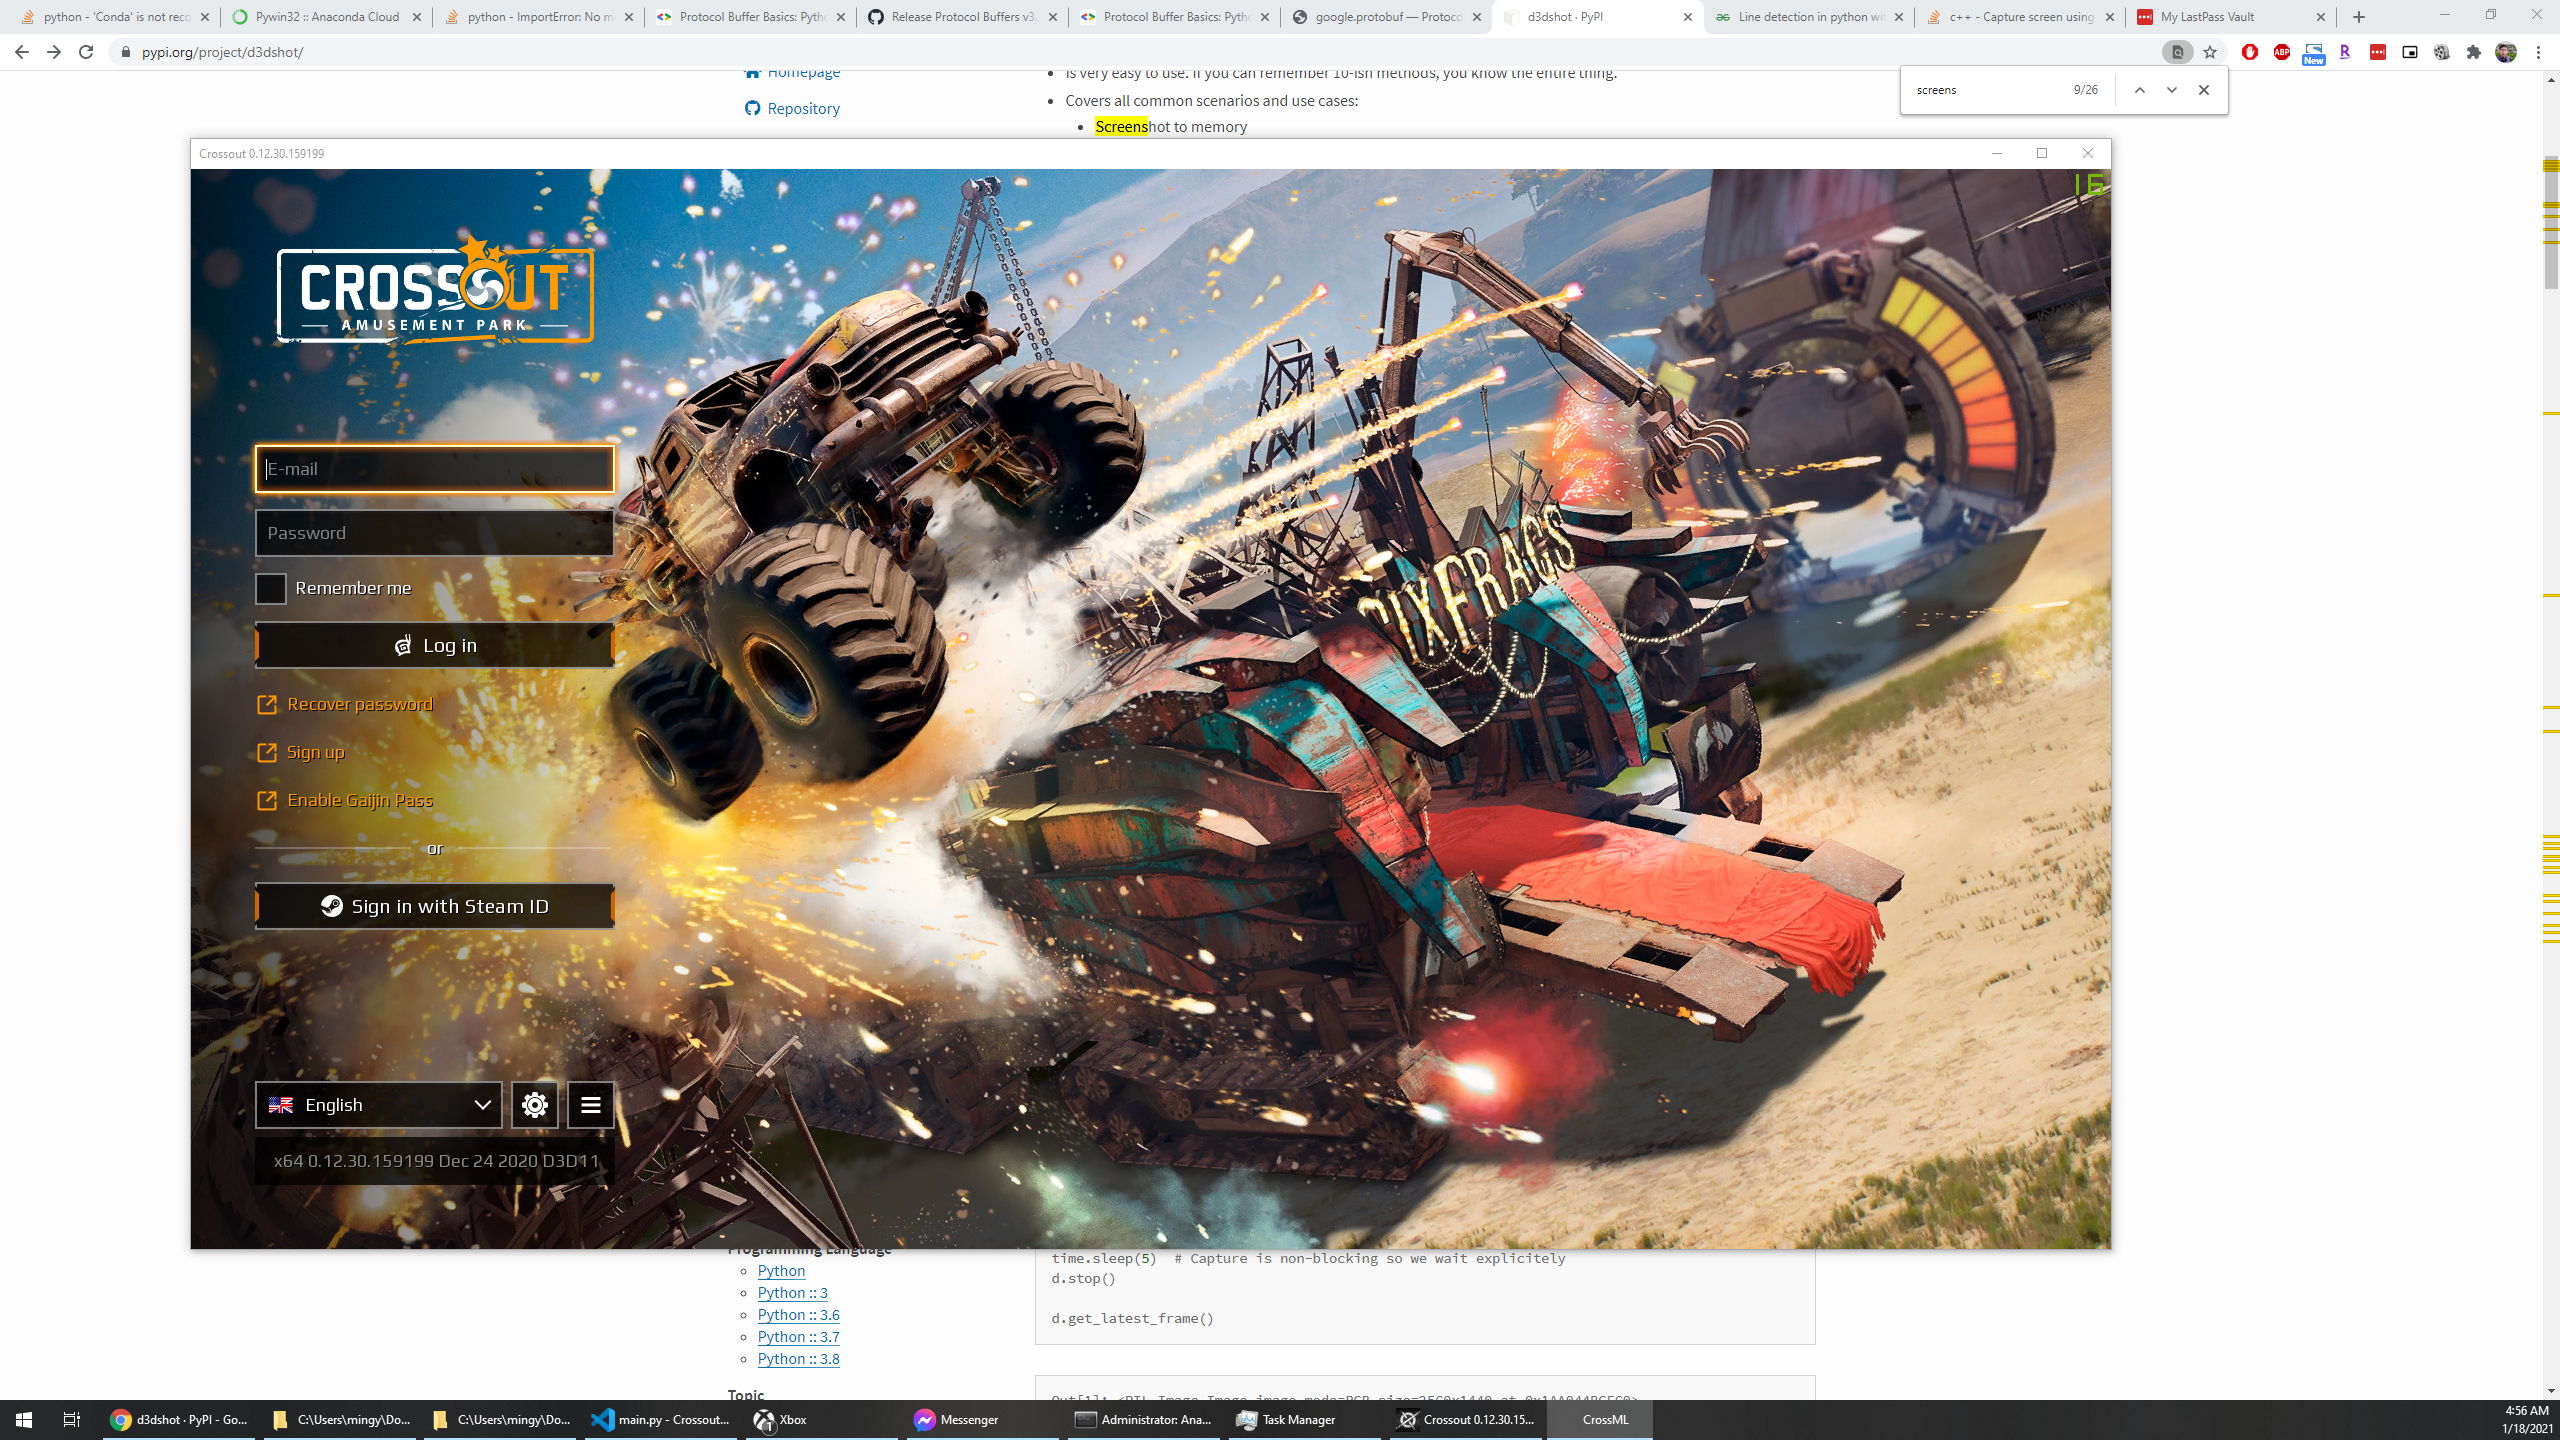 python - 'Conda' is not reco
Pywin32 :: Anaconda Cloud
python - ImportError: No m
Protocol Buffer Basics: Pyth
Release Protocol Buffers v3.
Protocol Buffer Basics: Pyth
google.protobuf — Protoco
d3dshot · PyPI
Line detection in python wi
c++ - Capture screen using
My LastPass Vault
pypi.org/project/d3dshot/
ABP
New
R
Homepage
Is very easy to use. If you can remember 10-ish methods, you know the entire thing.
screens
9/26
Repository
Covers all common scenarios and use cases:
Screenshot to memory
Crossout 0.12.30.159199
16
CROSSOUT
AMUSEMENT PARK
E-mail
Password
Remember me
Log in
Recover password
Sign up
Enable Gaijin Pass
or
Sign in with Steam ID
English
x64 0.12.30.159199 Dec 24 2020 D3D11
Programming Language
Python
Python :: 3
Python :: 3.6
Python :: 3.7
Python :: 3.8
Topic
time.sleep(5)  # Capture is non-blocking so we wait explicitely
d.stop()
d.get_latest_frame()
d3dshot · PyPI - Go...
C:\Users\mingy\Do...
C:\Users\mingy\Do...
main.py - Crossout...
1
Xbox
Messenger
Administrator: Ana...
Task Manager
Crossout 0.12.30.15...
CrossML
4:56 AM
1/18/2021